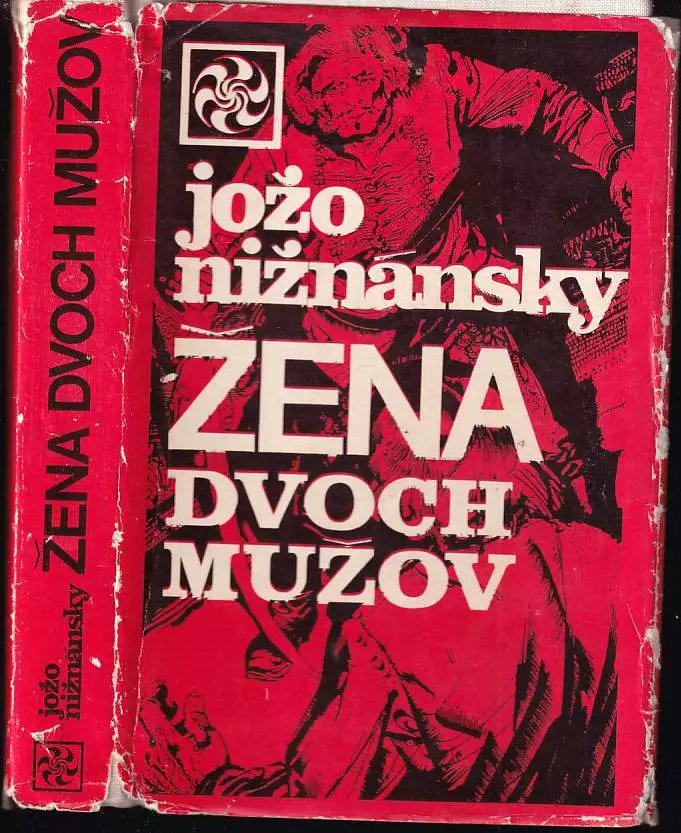 jožo
nižnánsky
ŽENA
DVOCH
MUŽOV
jožo
nižnánsky
ŽENA DVOCH MUŽOV